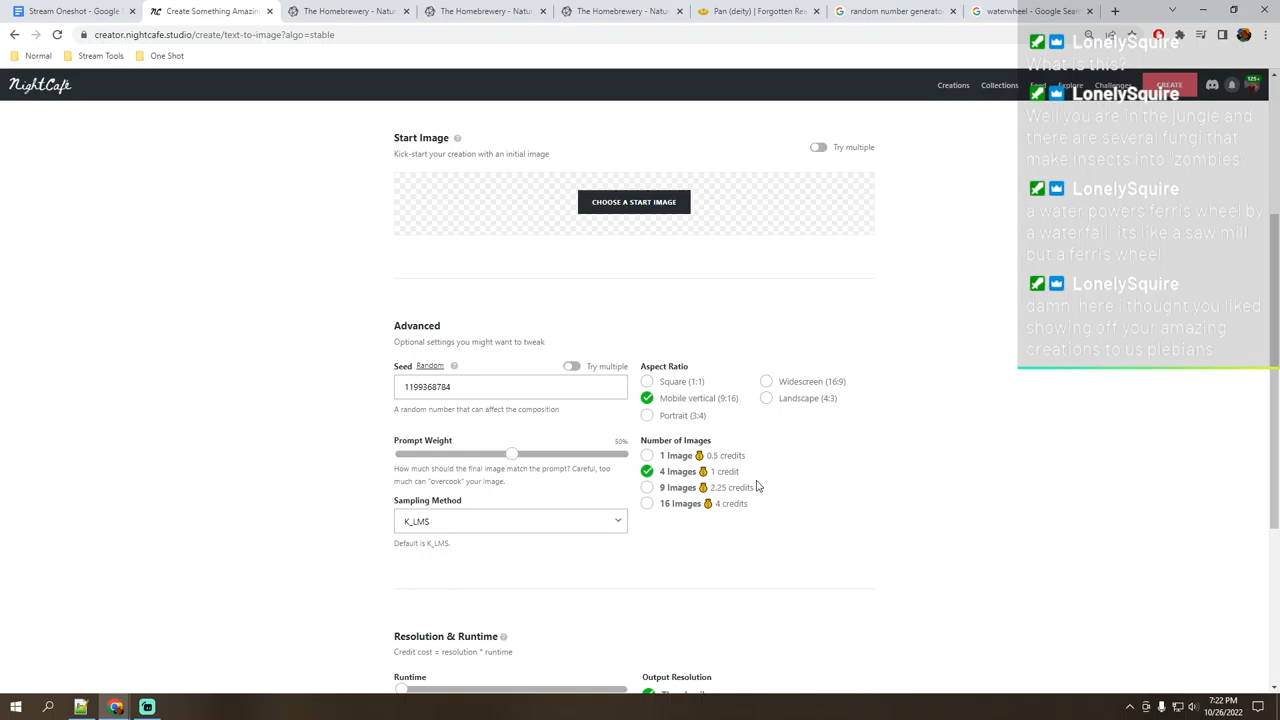 Stream Oneshot - Google Docs
Create Something Amazin
The Homebrewery - Natur
The Homebrewery - Natur
The Homebrewery - Natur
Pan (deity) | Forgotten Rea
random number generato
waterwheel - Google Sear
creator.nightcafe.studio/create/text-to-image?algo=stable
Normal
Stream Tools
One Shot
NightCafe
Creations
Collections
Feed
Explore
Challenges
CREATE
125+
LonelySquire
What is this?
LonelySquire
Well you are in the jungle and
there are several fungi that
make insects into 'zombies'
LonelySquire
a water powers ferris wheel by
a waterfall, its like a saw mill
but a ferris wheel
LonelySquire
damn, here i thought you liked
showing off your amazing
creations to us plebians
Start Image
Kick-start your creation with an initial image
Try multiple
CHOOSE A START IMAGE
Advanced
Optional settings you might want to tweak
Seed Random
Try multiple
1199368784
A random number that can affect the composition
Aspect Ratio
Square (1:1)
Widescreen (16:9)
Mobile vertical (9:16)
Landscape (4:3)
Portrait (3:4)
Prompt Weight
50%
How much should the final image match the prompt? Careful, too
much can "overcook" your image.
Number of Images
1 Image 0.5 credits
4 Images 1 credit
9 Images 2.25 credits
16 Images 4 credits
Sampling Method
K_LMS
Default is K_LMS.
Resolution & Runtime
Credit cost = resolution * runtime
Runtime
Output Resolution
7:22 PM
10/26/2022